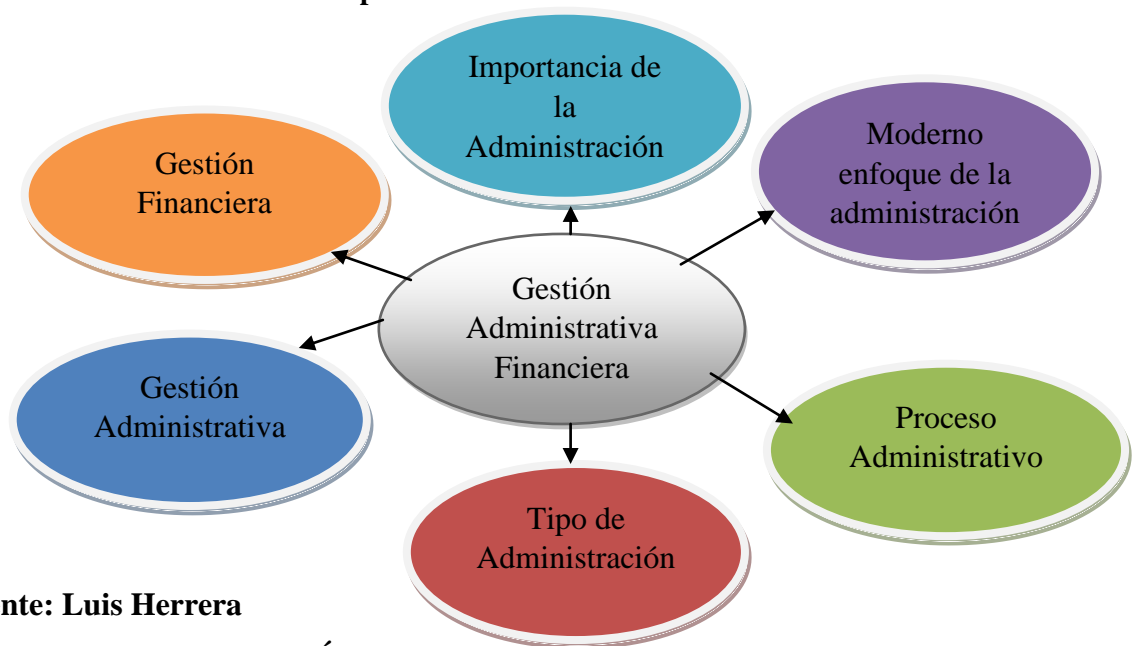 Importancia de
la
Administración
Moderno
enfoque de la
administración
Gestión
Financiera
Gestión
Administrativa
Financiera
Gestión
Administrativa
Proceso
Administrativo
Tipo de
Administración
nte: Luis Herrera